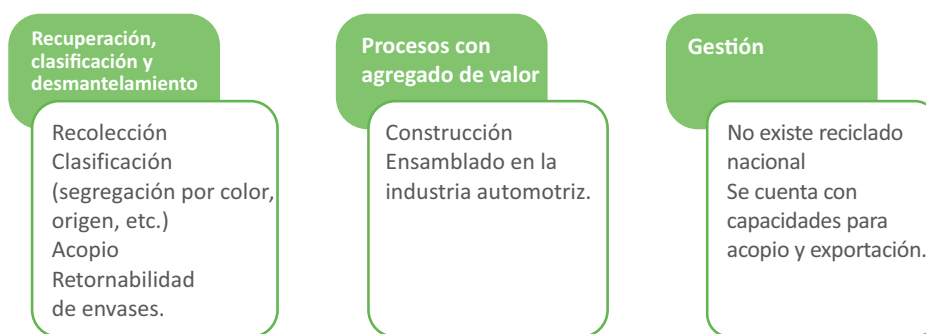 Recuperación,
clasificación y
desmantelamiento
Recolección
Clasificación
(segregación por color,
origen, etc.)
Acopio
Retornabilidad
de envases.
Procesos con
agregado de valor
Construcción
Ensamblado en la
industria automotriz.
Gestión
No existe reciclado
nacional
Se cuenta con
capacidades para
acopio y exportación.